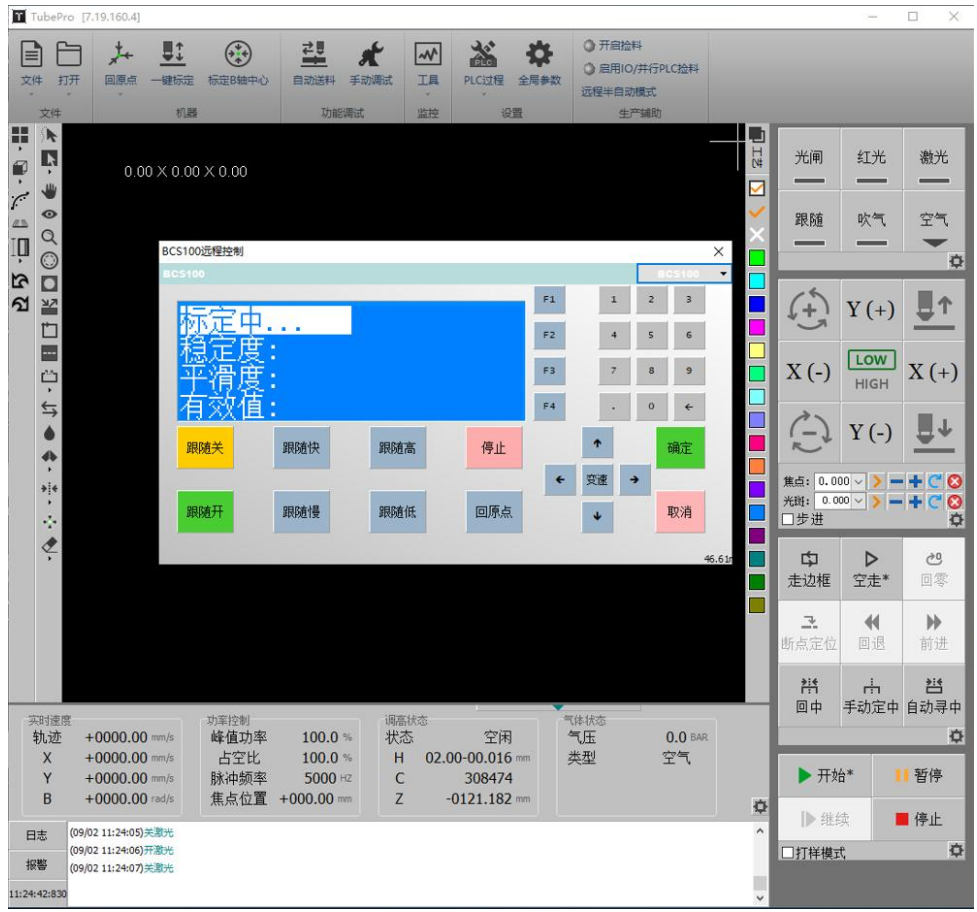 TubePro [7.19.160.4]
文件 打开 回原点 一键标定 标定B轴中心 自动送料 手动调试 工具 PLC过程 全局参数
PLC
开启捡料
启用IO/并行PLC捡料
远程半自动模式
文件 机器 功能调试 监控 设置 生产辅助
0.00 X 0.00 X 0.00
工艺
光闸 红光 激光
跟随 吹气 空气
BCS100远程控制
BCS100 BCS100
标定中...
稳定度:
平滑度:
有效值:
F1 1 2 3
F2 4 5 6
F3 7 8 9
F4 . 0 ←
跟随关 跟随快 跟随高 停止 ↑ 确定
← 变速 →
跟随开 跟随慢 跟随低 回原点 ↓ 取消
46.61
Y (+)
X (-) LOW HIGH X (+)
Y (-)
焦点: 0.000
光斑: 0.000
步进
走边框 空走* 回零
断点定位 回退 前进
回中 手动定中 自动寻中
开始* 暂停
继续 停止
打样模式
实时速度 功率控制 调高状态 气体状态
轨迹 +0000.00 mm/s 峰值功率 100.0 % 状态 空闲 气压 0.0 BAR
X +0000.00 mm/s 占空比 100.0 % H 02.00-00.016 mm 类型 空气
Y +0000.00 mm/s 脉冲频率 5000 HZ C 308474
B +0000.00 rad/s 焦点位置 +000.00 mm Z -0121.182 mm
日志
报警
11:24:42:830
(09/02 11:24:05)关激光
(09/02 11:24:06)开激光
(09/02 11:24:07)关激光